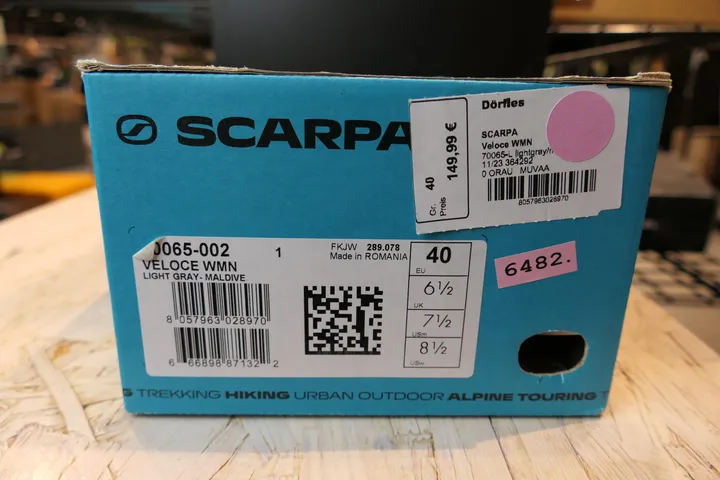 SCARPA
Dörfles
Gr. 40
Preis 149,99 €
SCARPA
Veloce WMN
70065-L lightgray/
11/23 364292
0 ORAU MUVAA
8057963028970
0065-002 1
VELOCE WMN
LIGHT GRAY- MALDIVE
8 057963 028970
6 66898 87132 2
FKJW 289.078
Made in ROMANIA
40
EU
6½
UK
7½
USm
8½
USw
6482.
TREKKING HIKING URBAN OUTDOOR ALPINE TOURING